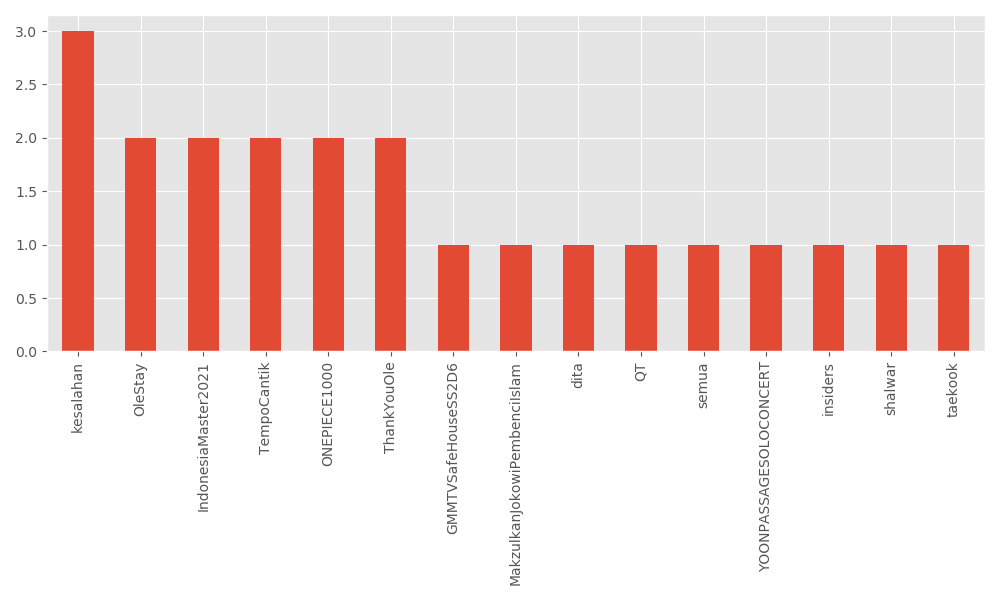 3.0
2.5
2.0
1.5
1.0
0.5
0.0
kesalahan
OleStay
IndonesiaMaster2021
TempoCantik
ONEPIECE1000
ThankYouOle
GMMTVSafeHouseSS2D6
MakzulkanJokowiPembenciIslam
dita
QT
semua
YOONPASSAGESOLOCONCERT
insiders
shalwar
taekook